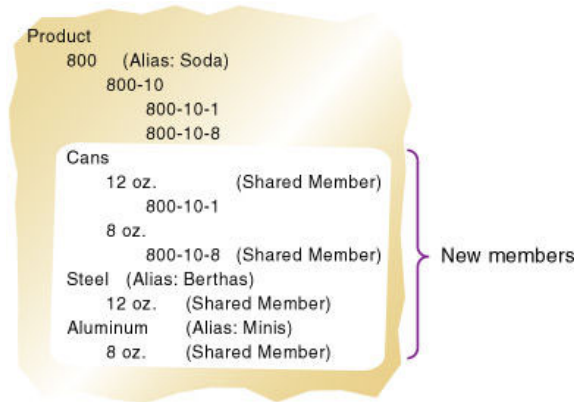 Product
800 (Alias: Soda)
800-10
800-10-1
800-10-8
Cans
12 oz. (Shared Member)
800-10-1
8 oz.
800-10-8 (Shared Member)
Steel (Alias: Berthas)
12 oz. (Shared Member)
Aluminum (Alias: Minis)
8 oz. (Shared Member)
New members